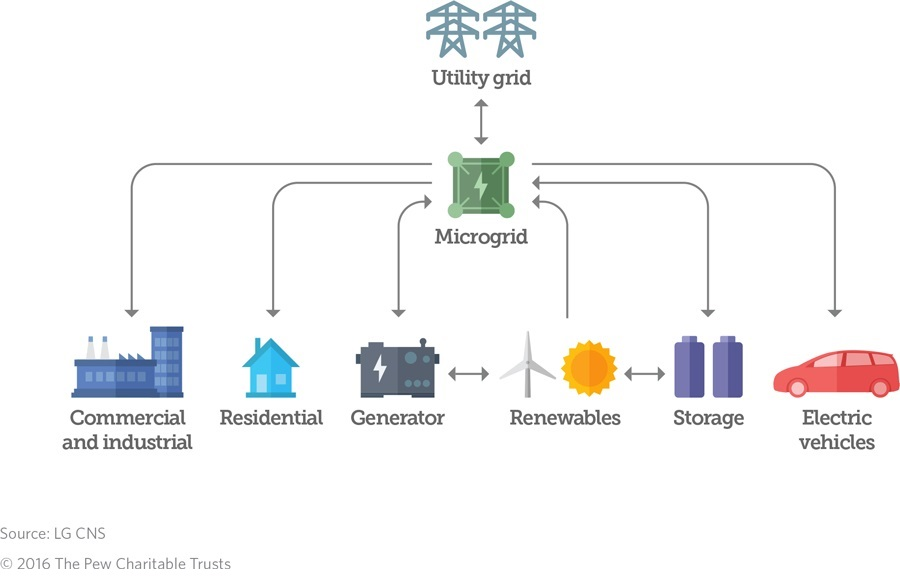 Utility grid
Microgrid
Commercial
and industrial
Residential
Generator
Renewables
Storage
Electric
vehicles
Source: LG CNS
© 2016 The Pew Charitable Trusts